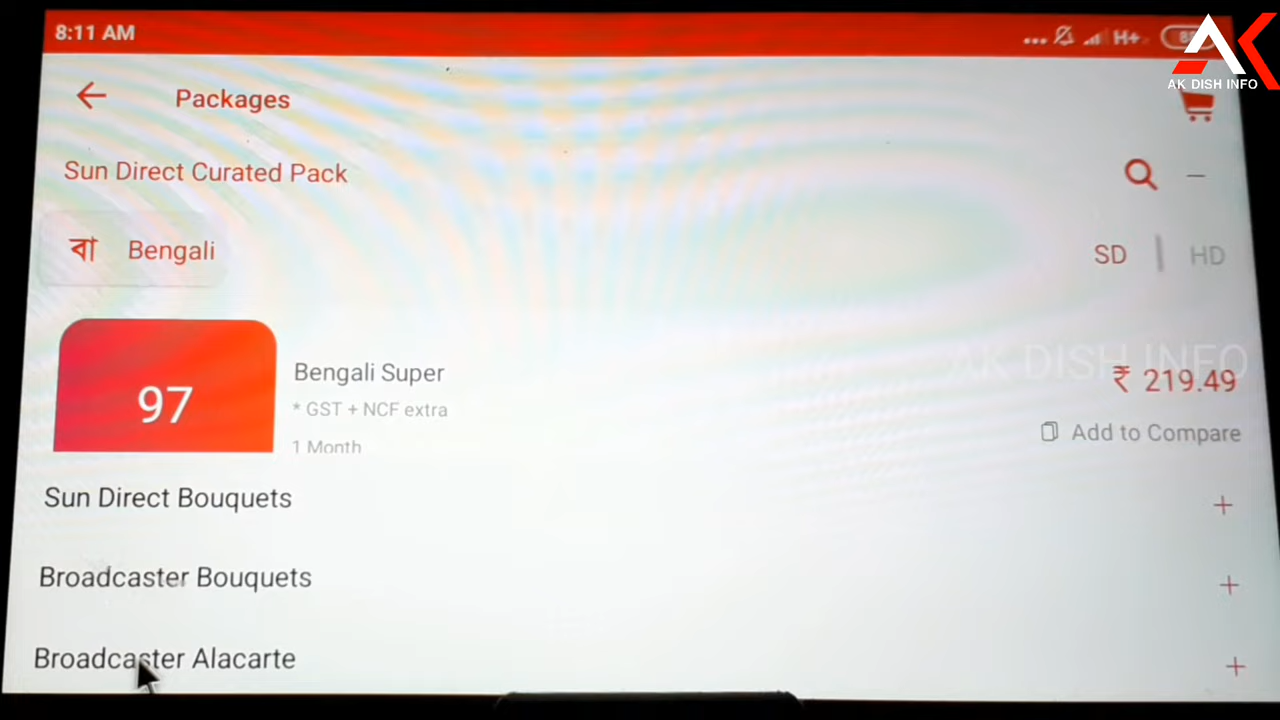 8:11 AM
H+
AK DISH INFO
Packages
Sun Direct Curated Pack
বা Bengali
SD | HD
97
Bengali Super
* GST + NCF extra
1 Month
AK DISH INFO
₹ 219.49
Add to Compare
Sun Direct Bouquets
Broadcaster Bouquets
Broadcaster Alacarte